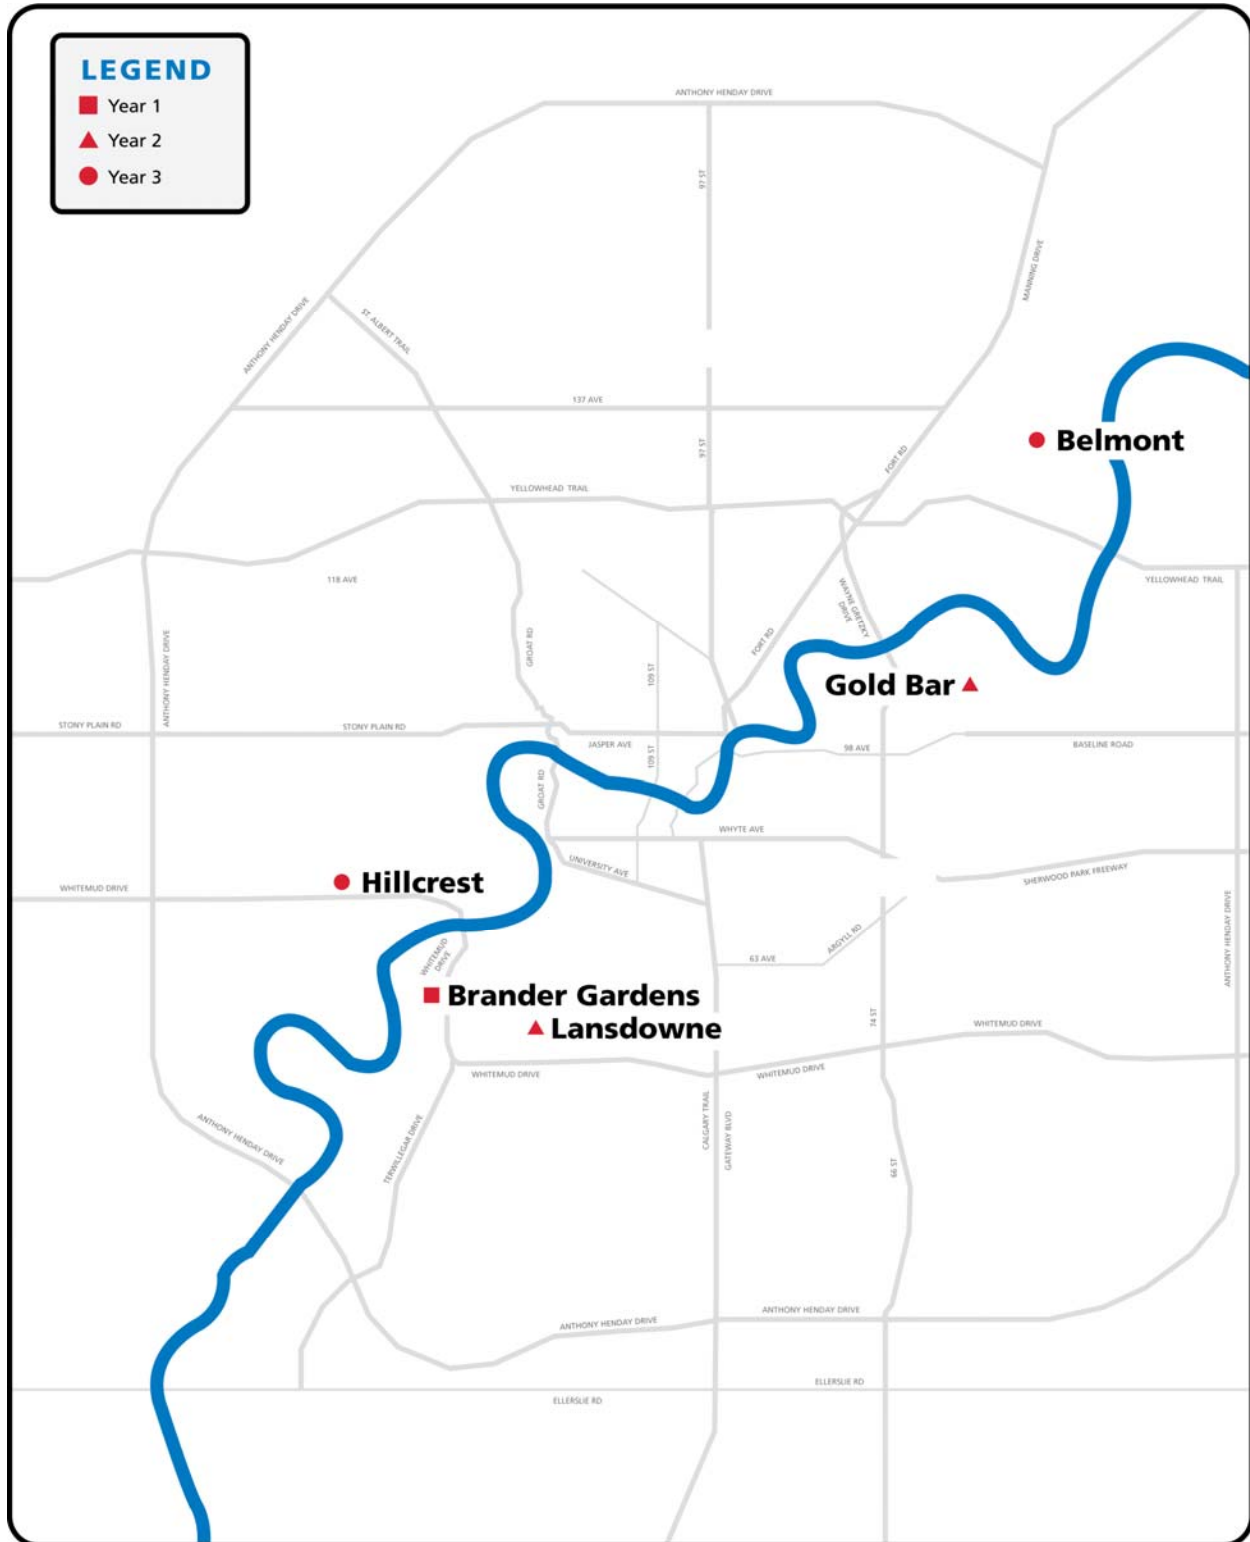 LEGEND
Year 1
Year 2
Year 3
ANTHONY HENDAY DRIVE
97 ST
MANNING DRIVE
ANTHONY HENDAY DRIVE
ST ALBERT TRAIL
137 AVE
97 ST
FORT RD
Belmont
YELLOWHEAD TRAIL
118 AVE
YELLOWHEAD TRAIL
WAYNE GRETZKY
DRIVE
ANTHONY HENDAY DRIVE
GROAT RD
109 ST
FORT RD
Gold Bar
STONY PLAIN RD
STONY PLAIN RD
JASPER AVE
109 ST
98 AVE
BASELINE ROAD
GROAT RD
WHYTE AVE
UNIVERSITY AVE
SHERWOOD PARK FREEWAY
Hillcrest
WHITEMUD DRIVE
ANTHONY HENDAY DRIVE
WHITEMUD
DRIVE
63 AVE
ARGYLL RD
Brander Gardens
Lansdowne
74 ST
WHITEMUD DRIVE
WHITEMUD DRIVE
WHITEMUD DRIVE
CALGARY TRAIL
GATEWAY BLVD
ANTHONY HENDAY DRIVE
TERWILLEGAR DRIVE
66 ST
ANTHONY HENDAY DRIVE
ANTHONY HENDAY DRIVE
ELLERSLIE RD
ELLERSLIE RD